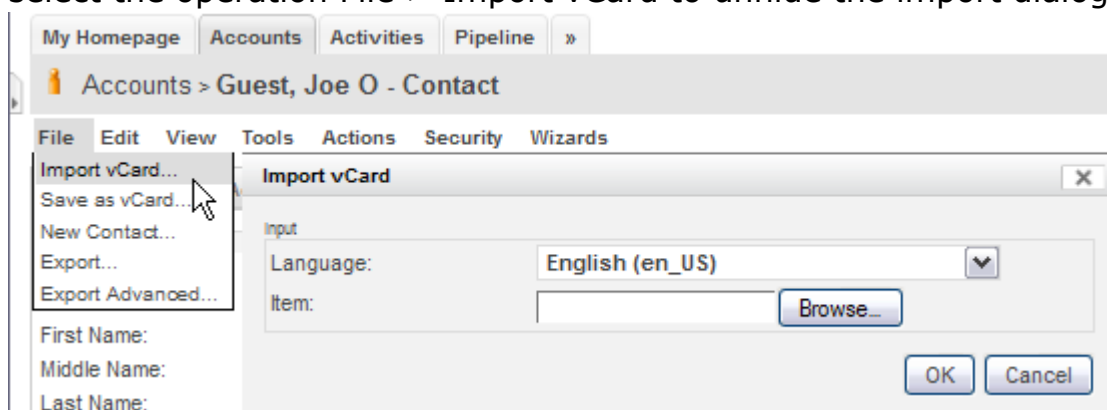 Select the operation File > Import vCard to unhide the import dialog
My Homepage Accounts Activities Pipeline »
Accounts > Guest, Joe O - Contact
File Edit View Tools Actions Security Wizards
Import vCard...
Save as vCard...
New Contact...
Export...
Export Advanced...
First Name:
Middle Name:
Last Name:
Import vCard
Input
Language: English (en_US)
Item: Browse...
OK Cancel